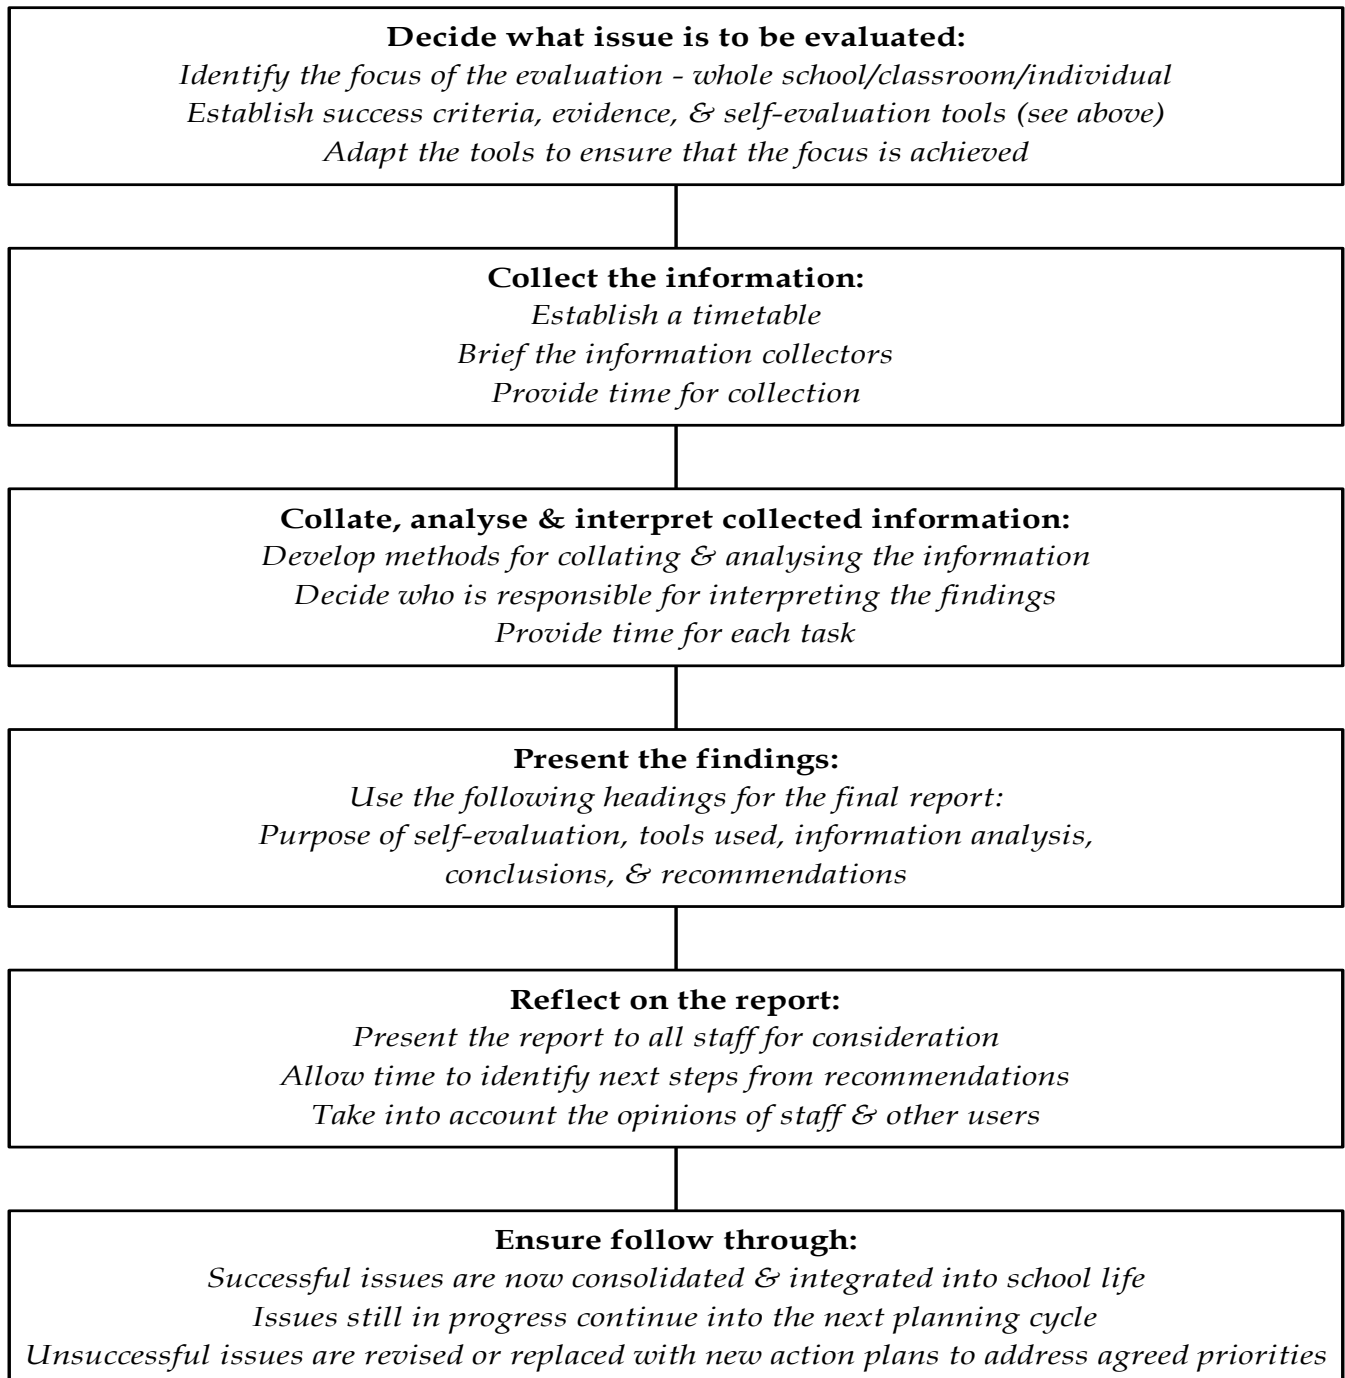 Decide what issue is to be evaluated:
Identify the focus of the evaluation - whole school/classroom/individual
Establish success criteria, evidence, & self-evaluation tools (see above)
Adapt the tools to ensure that the focus is achieved
Collect the information:
Establish a timetable
Brief the information collectors
Provide time for collection
Collate, analyse & interpret collected information:
Develop methods for collating & analysing the information
Decide who is responsible for interpreting the findings
Provide time for each task
Present the findings:
Use the following headings for the final report:
Purpose of self-evaluation, tools used, information analysis,
conclusions, & recommendations
Reflect on the report:
Present the report to all staff for consideration
Allow time to identify next steps from recommendations
Take into account the opinions of staff & other users
Ensure follow through:
Successful issues are now consolidated & integrated into school life
Issues still in progress continue into the next planning cycle
Unsuccessful issues are revised or replaced with new action plans to address agreed priorities